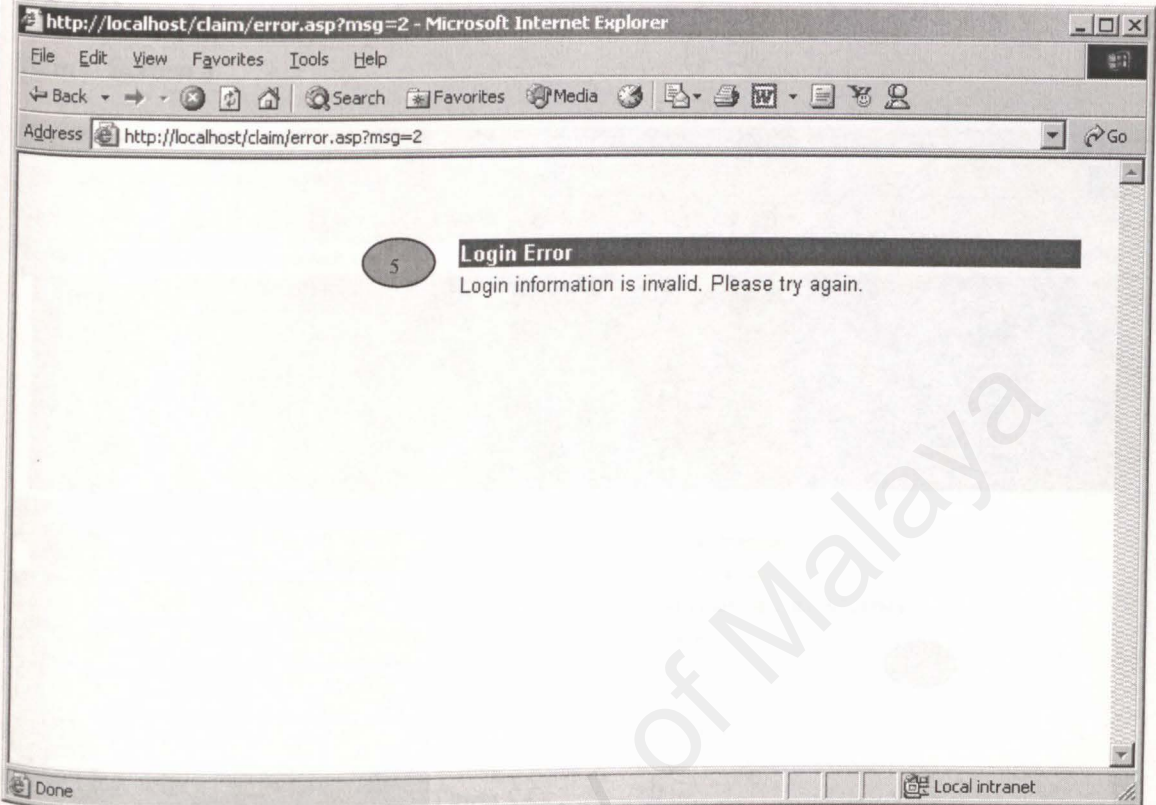 http://localhost/claim/error.asp?msg=2 - Microsoft Internet Explorer
File Edit View Favorites Tools Help
Back Search Favorites Media
Address http://localhost/claim/error.asp?msg=2 Go
5 Login Error
Login information is invalid. Please try again.
of Malaya
Done Local intranet